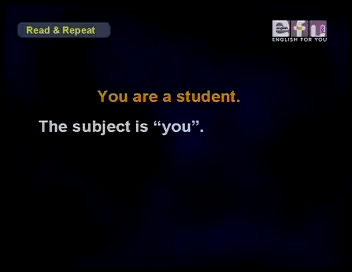 Read & Repeat
ENGLISH FOR YOU
You are a student.
The subject is “you”.